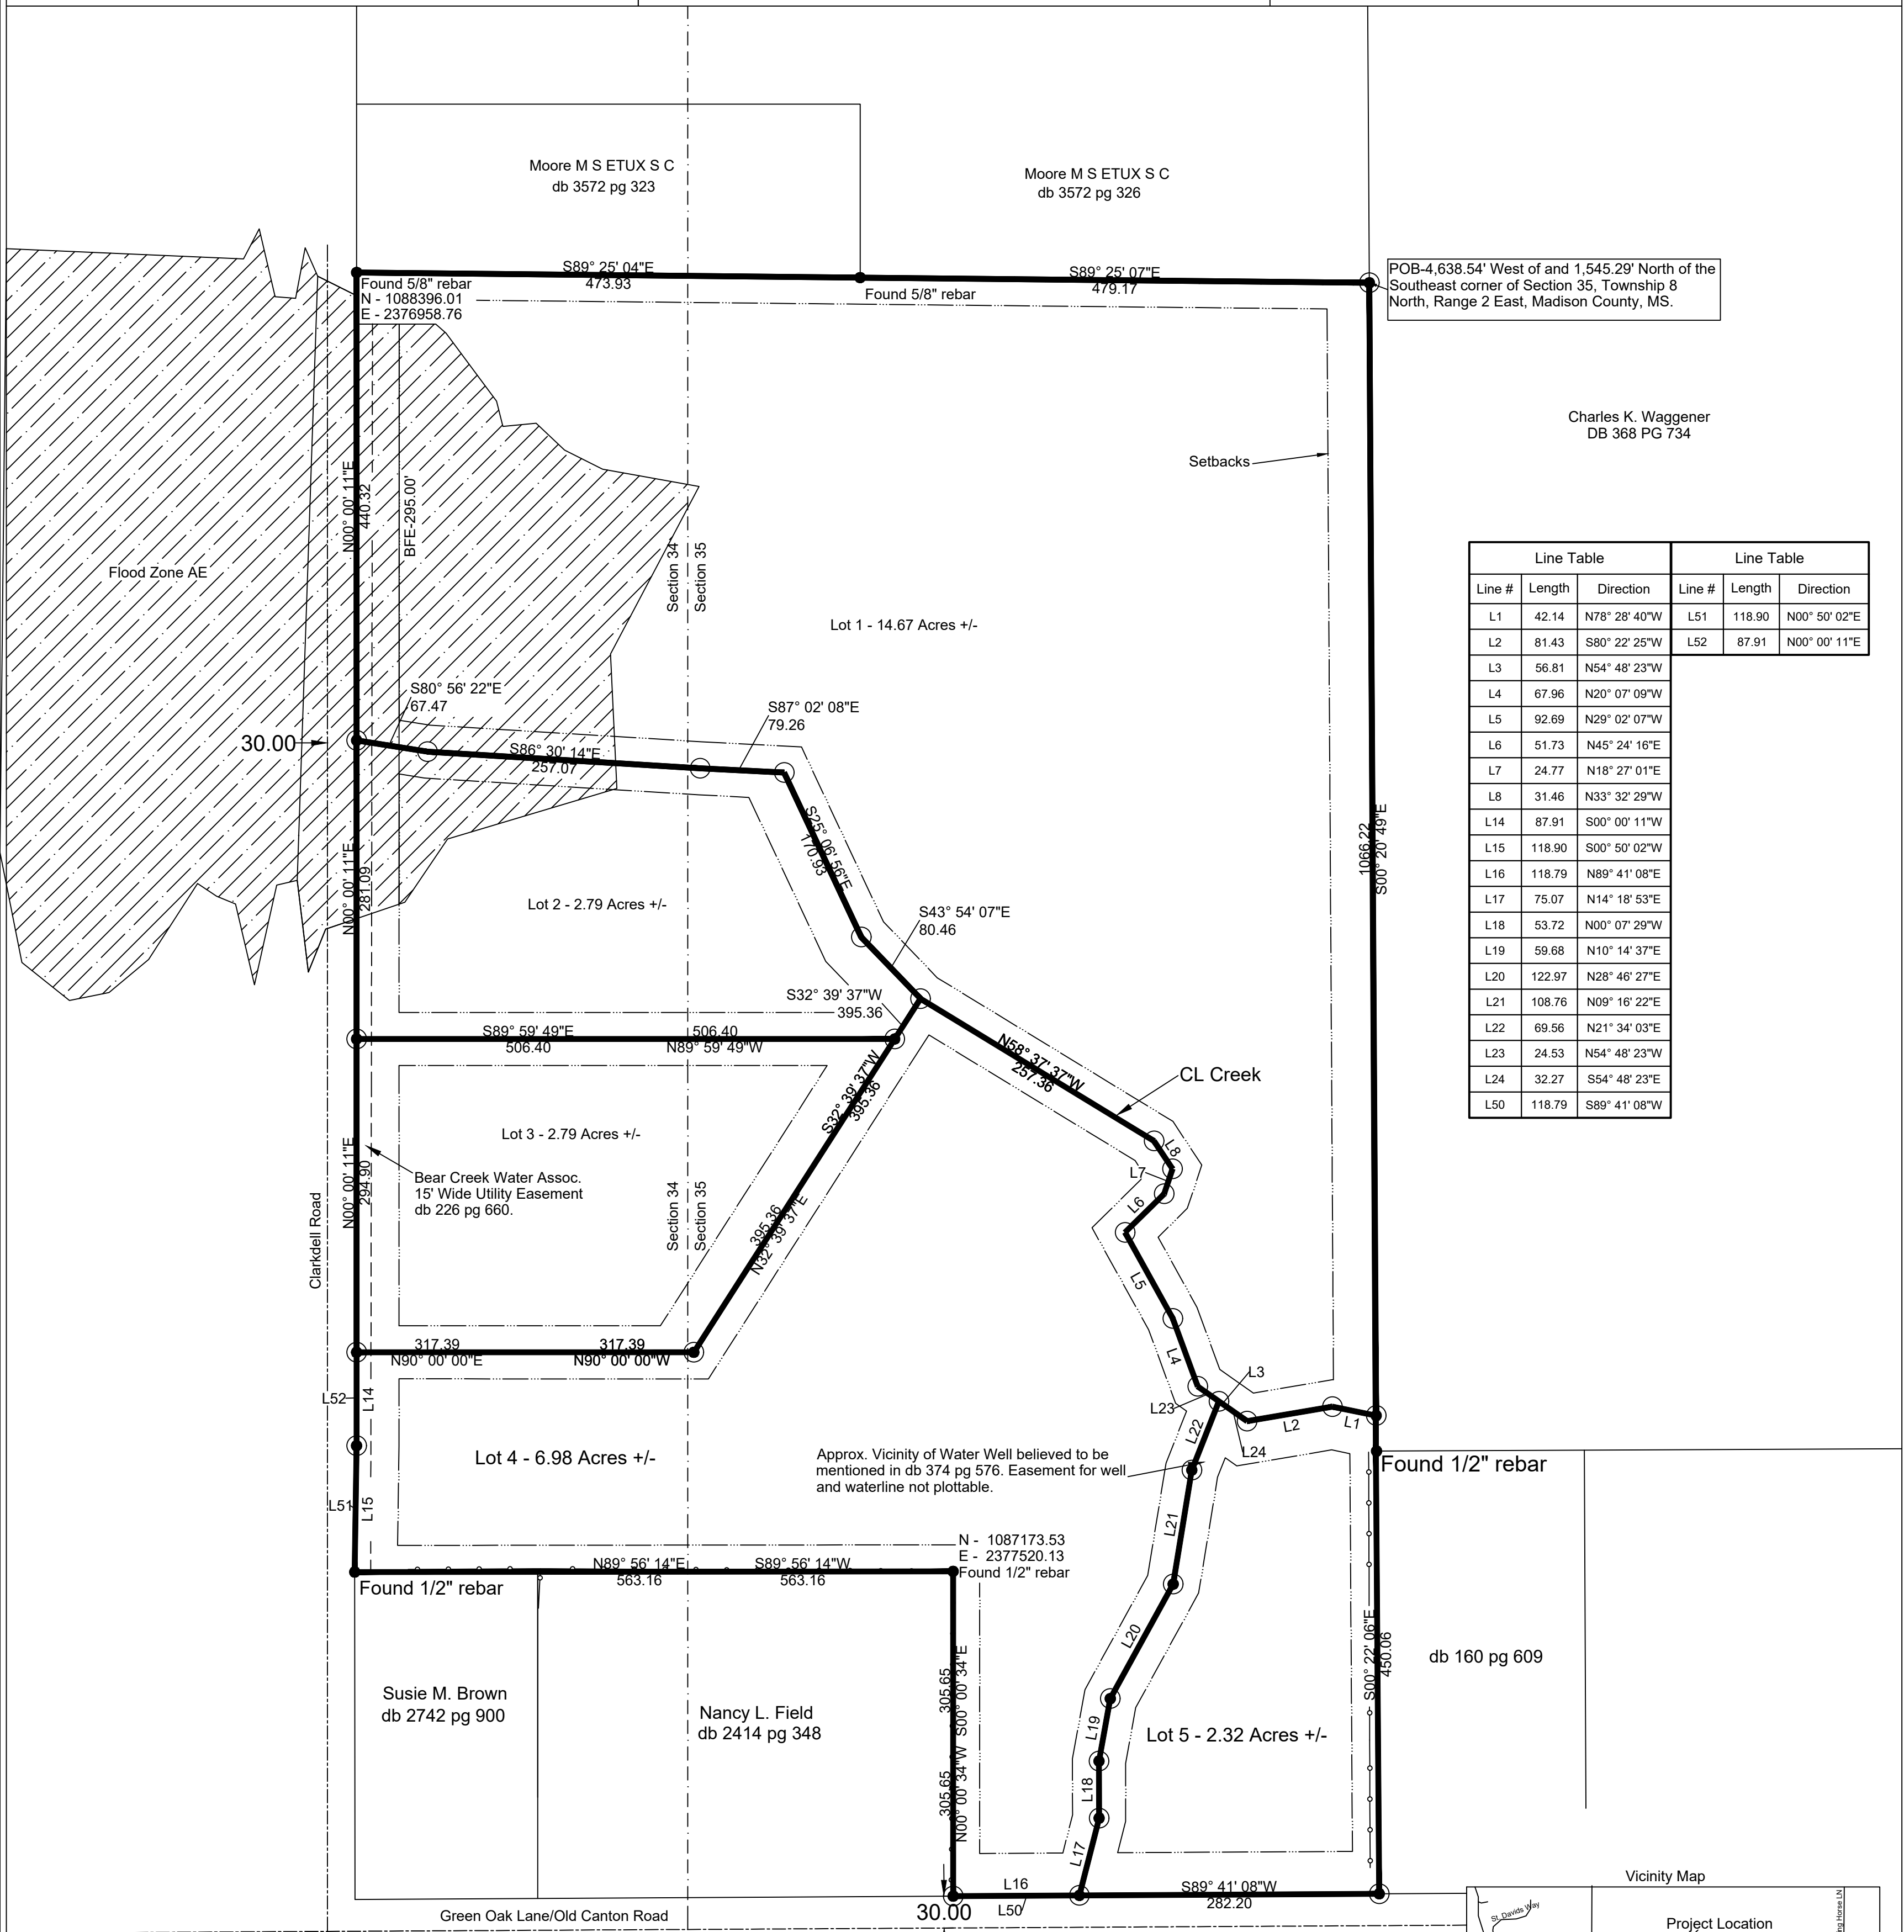 Moore M S ETUX S C
db 3572 pg 323
Moore M S ETUX S C
db 3572 pg 326
S89° 25' 04"E
473.93
S89° 25' 07"E
479.17
Found 5/8" rebar
N - 1088396.01
E - 2376958.76
Found 5/8" rebar
POB-4,638.54' West of and 1,545.29' North of the
Southeast corner of Section 35, Township 8
North, Range 2 East, Madison County, MS.
Charles K. Waggener
DB 368 PG 734
Setbacks
N00° 00' 11"E
440.32
BFE-295.00'
Flood Zone AE
Section 34
Section 35
Lot 1 - 14.67 Acres +/-
Line Table
Line # Length Direction
L1 42.14 N78° 28' 40"W
L2 81.43 S80° 22' 25"W
L3 56.81 N54° 48' 23"W
L4 67.96 N20° 07' 09"W
L5 92.69 N29° 02' 07"W
L6 51.73 N45° 24' 16"E
L7 24.77 N18° 27' 01"E
L8 31.46 N33° 32' 29"W
L14 87.91 S00° 00' 11"W
L15 118.90 S00° 50' 02"W
L16 118.79 N89° 41' 08"E
L17 75.07 N14° 18' 53"E
L18 53.72 N00° 07' 29"W
L19 59.68 N10° 14' 37"E
L20 122.97 N28° 46' 27"E
L21 108.76 N09° 16' 22"E
L22 69.56 N21° 34' 03"E
L23 24.53 N54° 48' 23"W
L24 32.27 S54° 48' 23"E
L50 118.79 S89° 41' 08"W
Line Table
Line # Length Direction
L51 118.90 N00° 50' 02"E
L52 87.91 N00° 00' 11"E
S80° 56' 22"E
67.47
30.00
S86° 30' 14"E
257.07
S87° 02' 08"E
79.26
S25° 06' 56"E
170.93
1066.22
S00° 20' 49"E
N00° 00' 11"E
281.09
Lot 2 - 2.79 Acres +/-
S43° 54' 07"E
80.46
S32° 39' 37"W
395.36
S89° 59' 49"E
506.40
506.40
N89° 59' 49"W
N58° 37' 37"W
257.36
CL Creek
S32° 39' 37"W
395.36
Lot 3 - 2.79 Acres +/-
N00° 00' 11"E
294.90
Bear Creek Water Assoc.
15' Wide Utility Easement
db 226 pg 660.
Clarkdell Road
Section 34
Section 35
395.36
N32° 39' 37"E
L8
L7
L6
L5
L4
L3
L23
L22
L24
L2
L1
317.39
N90° 00' 00"E
317.39
N90° 00' 00"W
L52
L14
L51
L15
Lot 4 - 6.98 Acres +/-
Approx. Vicinity of Water Well believed to be
mentioned in db 374 pg 576. Easement for well
and waterline not plottable.
Found 1/2" rebar
L21
N - 1087173.53
E - 2377520.13
Found 1/2" rebar
N89° 56' 14"E
563.16
S89° 56' 14"W
563.16
Found 1/2" rebar
L20
S00° 22' 06"E
450.06
db 160 pg 609
305.65
S00° 00' 34"E
305.65
N00° 00' 34"W
Susie M. Brown
db 2742 pg 900
Nancy L. Field
db 2414 pg 348
L19
L18
L17
Lot 5 - 2.32 Acres +/-
L16
L50
S89° 41' 08"W
282.20
30.00
Green Oak Lane/Old Canton Road
Vicinity Map
St. Davids Way
Project Location
ng Horse LN